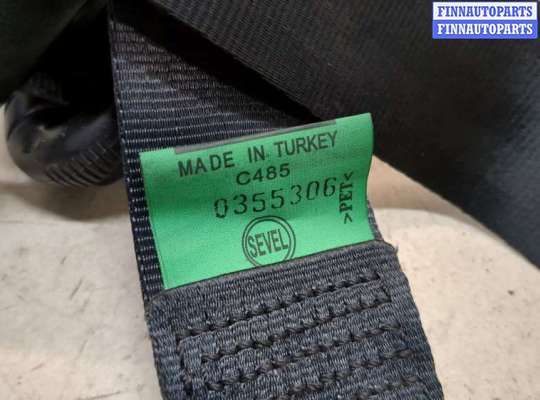 FINNAUTOPARTS
FINNAUTOPARTS
MADE IN TURKEY
C485
0355306
>PET<
SEVEL